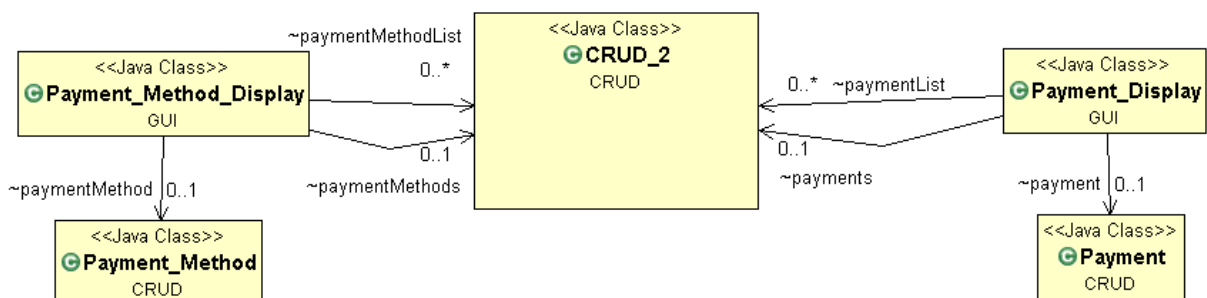 <<Java Class>>
Payment_Method_Display
GUI
~paymentMethodList
0..*
0..1
~paymentMethods
~paymentMethod 0..1
<<Java Class>>
Payment_Method
CRUD
<<Java Class>>
CRUD_2
CRUD
0..* ~paymentList
0..1
~payments
<<Java Class>>
Payment_Display
GUI
~payment 0..1
<<Java Class>>
Payment
CRUD